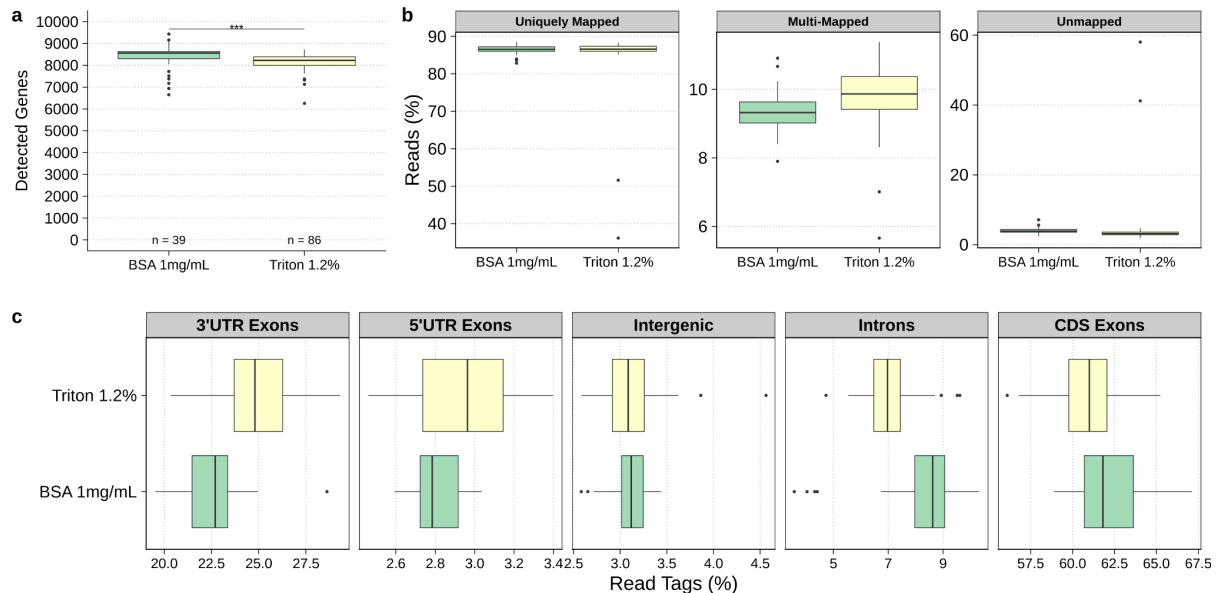 a
Detected Genes
10000
9000
8000
7000
6000
5000
4000
3000
2000
1000
0
***
n = 39
n = 86
BSA 1mg/mL
Triton 1.2%
b
Reads (%)
Uniquely Mapped
90
80
70
60
50
40
BSA 1mg/mL
Triton 1.2%
Multi-Mapped
10
8
6
BSA 1mg/mL
Triton 1.2%
Unmapped
60
40
20
0
BSA 1mg/mL
Triton 1.2%
c
3'UTR Exons
5'UTR Exons
Intergenic
Introns
CDS Exons
Triton 1.2%
BSA 1mg/mL
20.0 22.5 25.0 27.5
2.6 2.8 3.0 3.2 3.4
2.5 3.0 3.5 4.0 4.5
5 7 9
57.5 60.0 62.5 65.0 67.5
Read Tags (%)